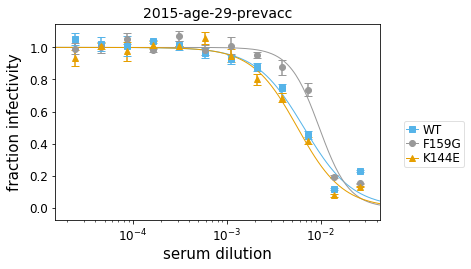 2015-age-29-prevacc
fraction infectivity
1.0
0.8
0.6
0.4
0.2
0.0
10⁻⁴
10⁻³
10⁻²
serum dilution
WT
F159G
K144E